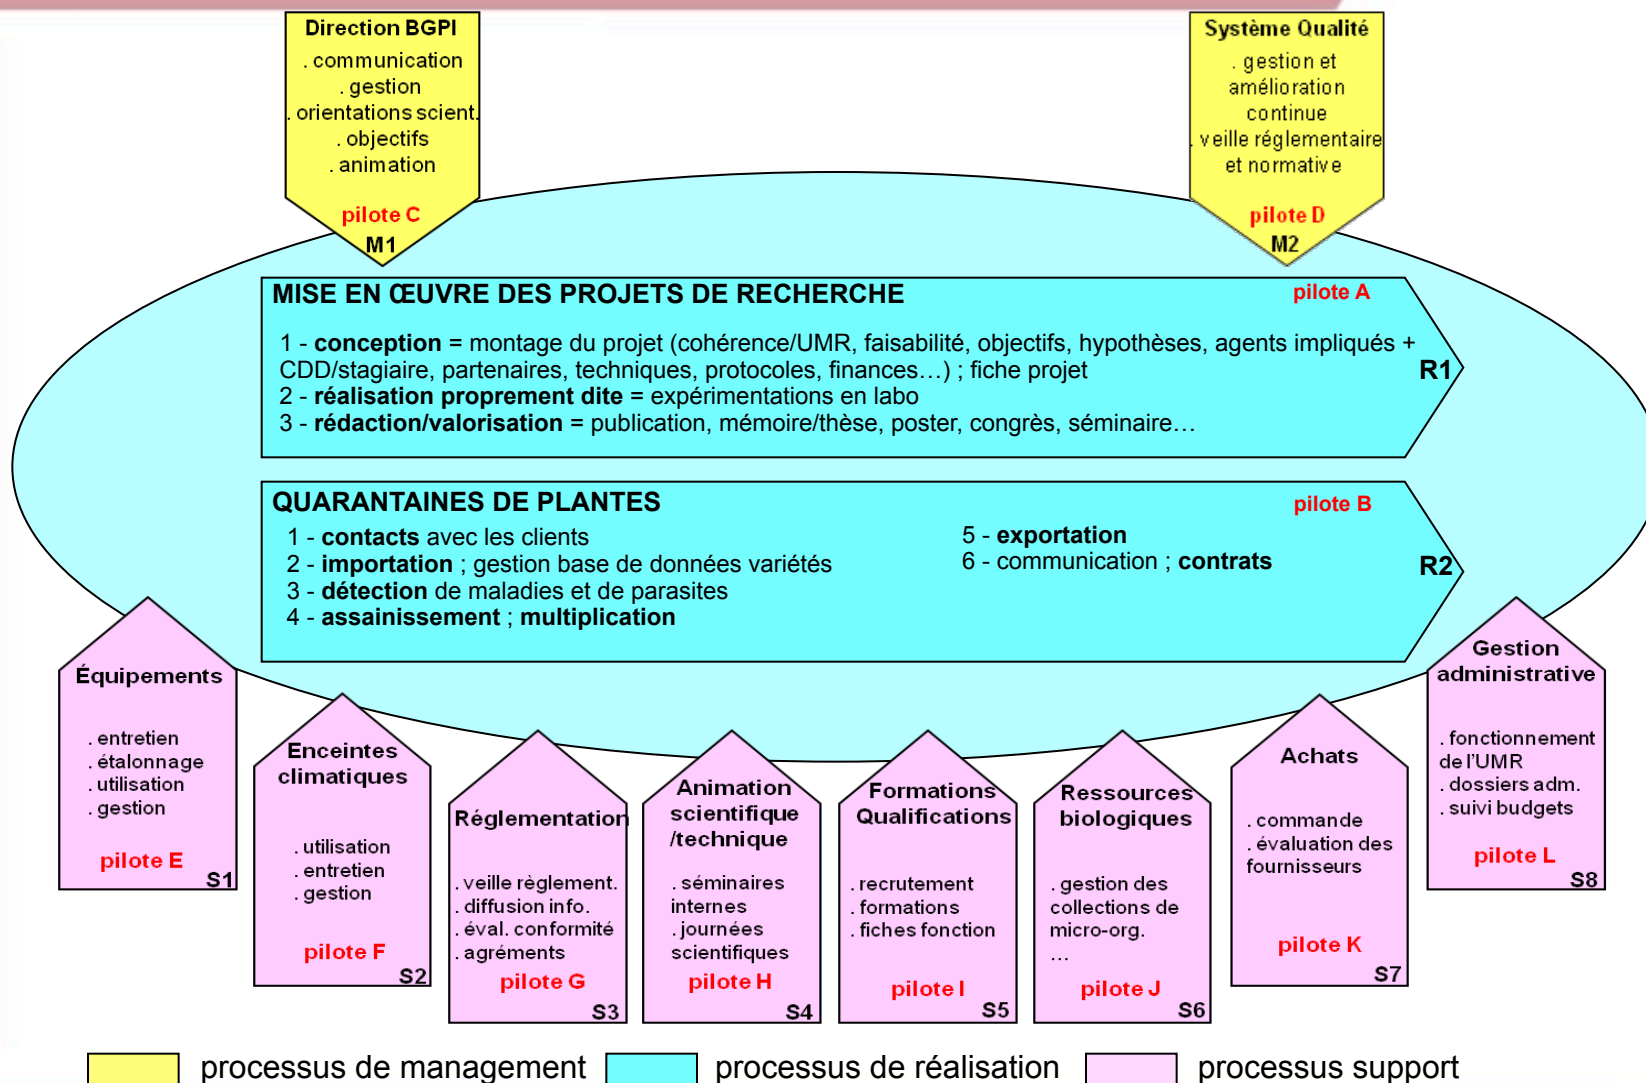 Direction BGPI
. communication
. gestion
. orientations scient.
. objectifs
. animation
pilote C
M1
Système Qualité
. gestion et
amélioration
continue
. veille réglementaire
et normative
pilote D
M2
MISE EN ŒUVRE DES PROJETS DE RECHERCHE
pilote A
1 - conception = montage du projet (cohérence/UMR, faisabilité, objectifs, hypothèses, agents impliqués +
CDD/stagiaire, partenaires, techniques, protocoles, finances…) ; fiche projet
2 - réalisation proprement dite = expérimentations en labo
3 - rédaction/valorisation = publication, mémoire/thèse, poster, congrès, séminaire…
R1
QUARANTAINES DE PLANTES
pilote B
1 - contacts avec les clients
2 - importation ; gestion base de données variétés
3 - détection de maladies et de parasites
4 - assainissement ; multiplication
5 - exportation
6 - communication ; contrats
R2
Équipements
. entretien
. étalonnage
. utilisation
. gestion
pilote E
S1
Enceintes
climatiques
. utilisation
. entretien
. gestion
pilote F
S2
Réglementation
. veille règlement.
. diffusion info.
. éval. conformité
. agréments
pilote G
S3
Animation
scientifique
/technique
. séminaires
internes
. journées
scientifiques
pilote H
S4
Formations
Qualifications
. recrutement
. formations
. fiches fonction
pilote I
S5
Ressources
biologiques
. gestion des
collections de
micro-org.
…
pilote J
S6
Achats
. commande
. évaluation des
fournisseurs
pilote K
S7
Gestion
administrative
. fonctionnement
de l'UMR
. dossiers adm.
. suivi budgets
pilote L
S8
processus de management
processus de réalisation
processus support